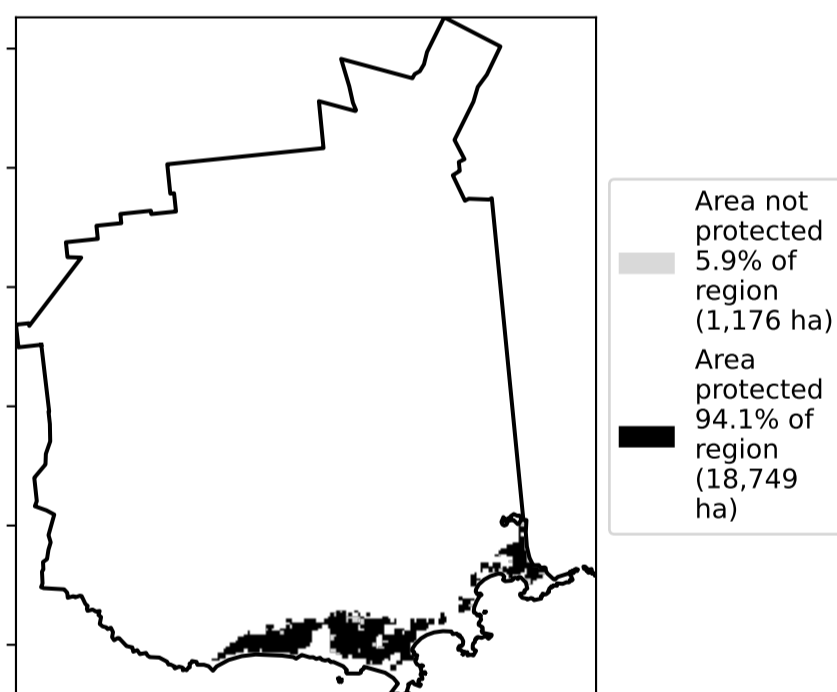 Area not
protected
5.9% of
region
(1,176 ha)
Area
protected
94.1% of
region
(18,749
ha)